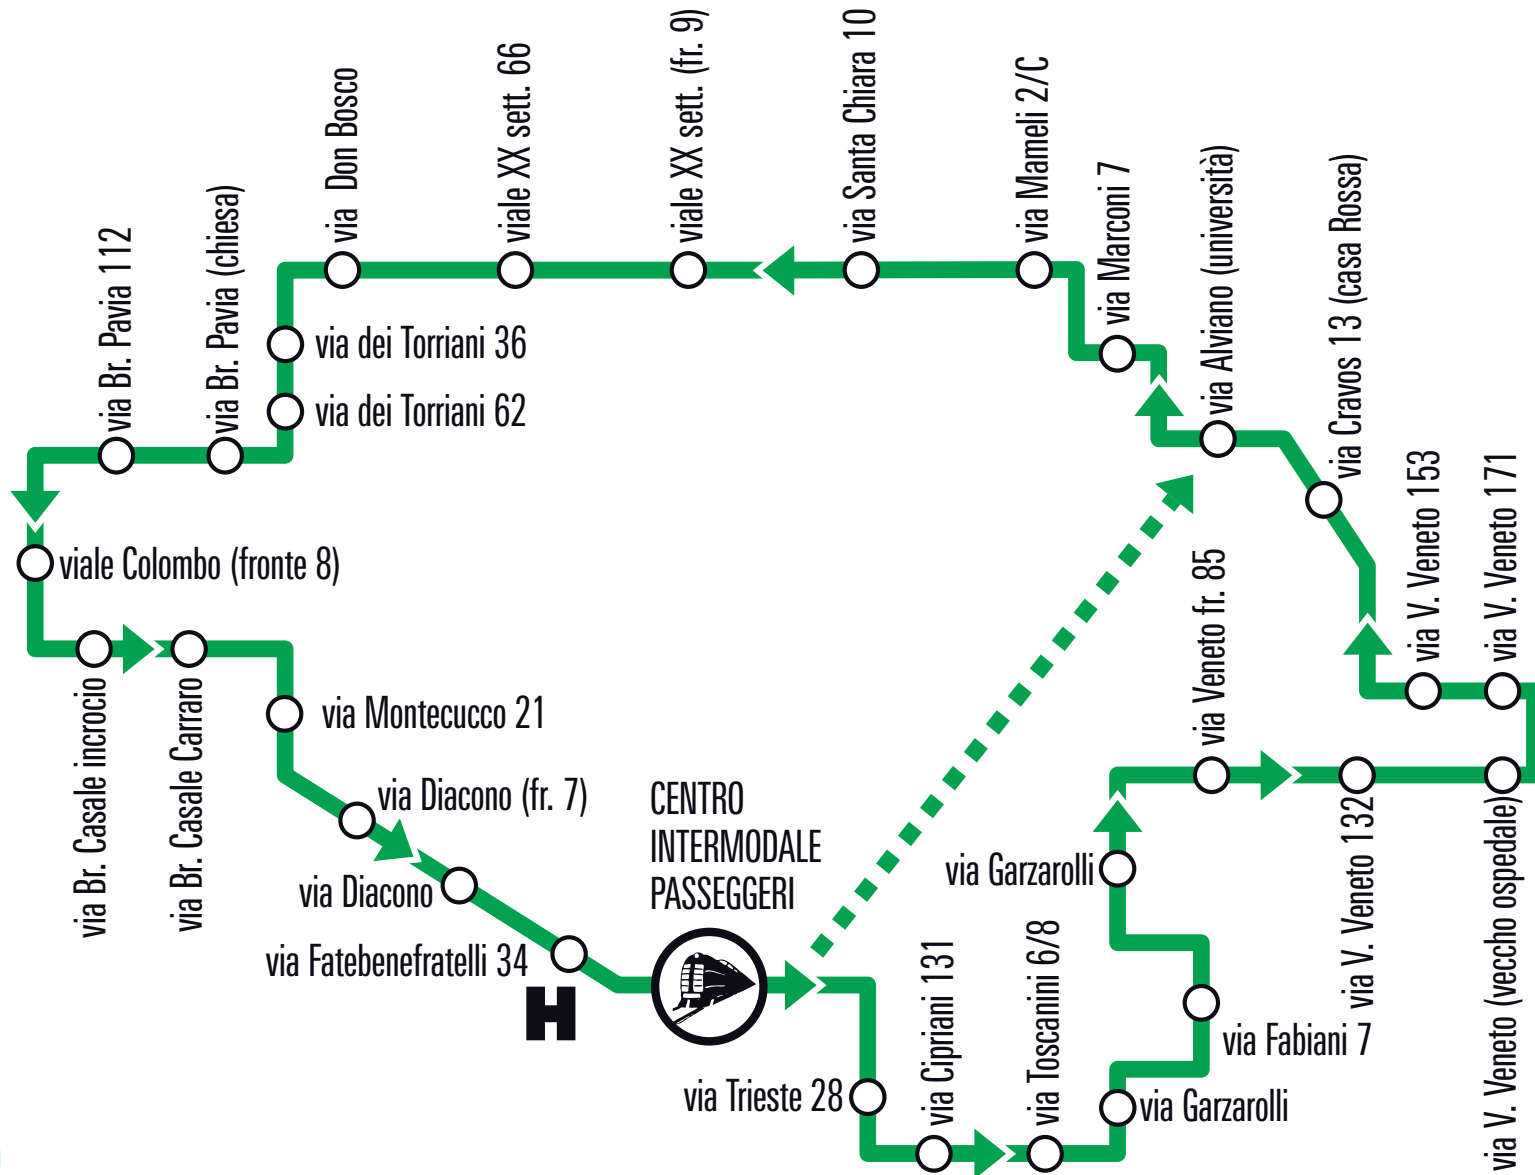 via Br. Pavia 112
via Br. Pavia (chiesa)
via Don Bosco
viale XX sett. 66
viale XX sett. (fr. 9)
via Santa Chiara 10
via Mameli 2/C
via Marconi 7
via Alviano (università)
via Cravos 13 (casa Rossa)
via V. Veneto 153
via V. Veneto 171
via dei Torriani 36
via dei Torriani 62
viale Colombo (fronte 8)
via Br. Casale incrocio
via Br. Casale Carraro
via Montecucco 21
via Diacono (fr. 7)
via Diacono
via Fatebenefratelli 34
H
CENTRO
INTERMODALE
PASSEGGERI
via Trieste 28
via Cipriani 131
via Toscanini 6/8
via Garzarolli
via Fabiani 7
via Garzarolli
via Veneto fr. 85
via V. Veneto 132
via V. Veneto (veccho ospedale)